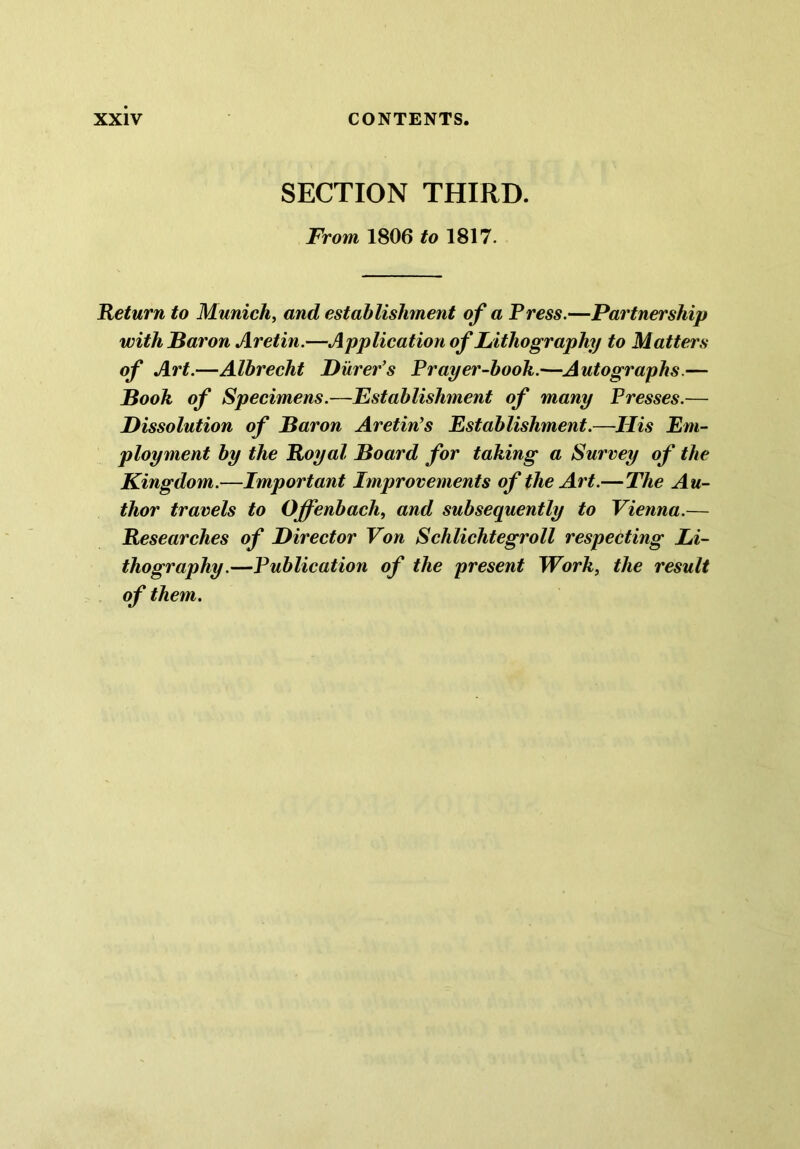 xxiv CONTENTS.
SECTION THIRD.
From 1806 to 1817.
Return to Munich, and establishment of a Press.—Partnership
with Baron Aretin.—Application of Lithography to Matters
of Art.—Albrecht Dürer's Prayer-book.—Autographs.—
Book of Specimens.—Establishment of many Presses.—
Dissolution of Baron Aretin's Establishment.—His Em-
ployment by the Royal Board for taking a Survey of the
Kingdom.—Important Improvements of the Art.—The Au-
thor travels to Offenbach, and subsequently to Vienna.—
Researches of Director Von Schlichtegroll respecting Li-
thography.—Publication of the present Work, the result
of them.